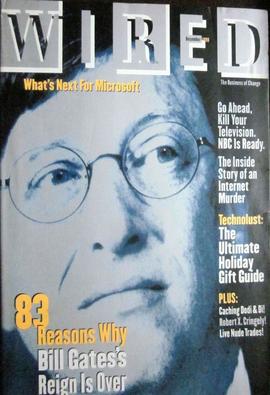 WIRED
The Business of Change
What's Next For Microsoft
Go Ahead,
Kill Your
Television.
NBC Is Ready.
The Inside
Story of an
Internet
Murder
Technolust:
The
Ultimate
Holiday
Gift Guide
PLUS:
Caching Dodi & Di!
Robert X. Cringely!
Live Nude Trades!
83
Reasons Why
Bill Gates's
Reign Is Over